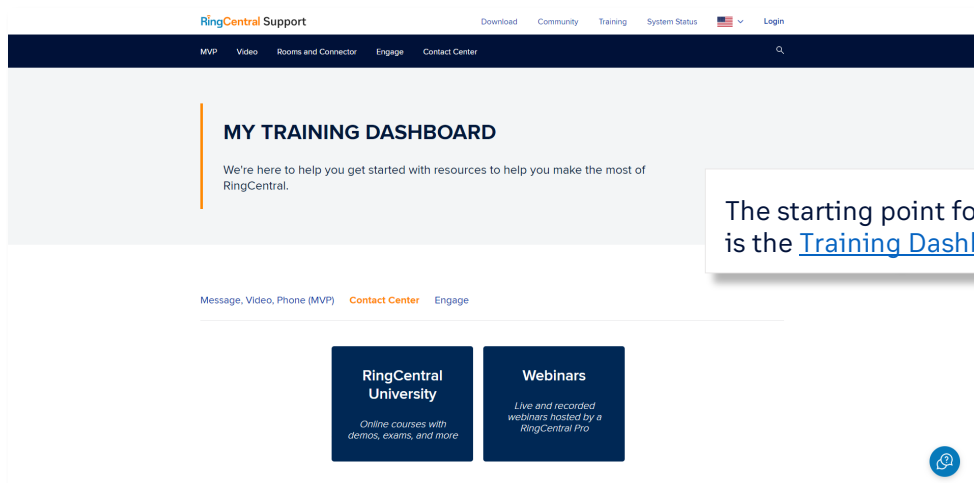 RingCentral Support
Download Community Training System Status Login
MVP Video Rooms and Connector Engage Contact Center
MY TRAINING DASHBOARD
We're here to help you get started with resources to help you make the most of
RingCentral.
The starting point
is the Training
Message, Video, Phone (MVP) Contact Center Engage
RingCentral
University
Online courses with
demos, exams, and more
Webinars
Live and recorded
webinars hosted by a
RingCentral Pro